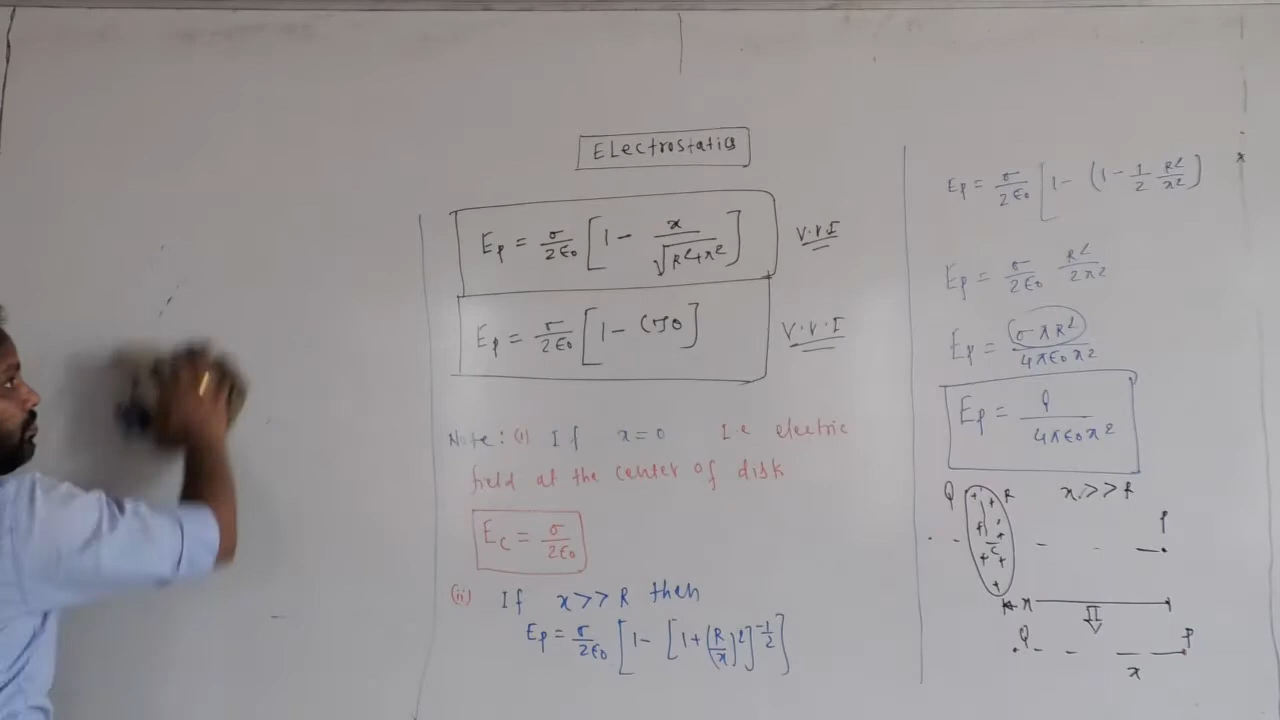 ELectrostatics
Ep = σ/2ε0 [1 - x/√R²+x²] V.V.I
Ep = σ/2ε0 [1 - Cosθ] V.V.I
Note: (i) If x=0 I.e electric
field at the center of disk
Ec = σ/2ε0
(ii) If x>>R then
Ep = σ/2ε0 [1 - [1+(R/x)²]^-1/2]
Ep = σ/2ε0 [1 - (1 - 1/2 R²/x²)
Ep = σ/2ε0 R²/2x²
Ep = σπR²/4πε0x²
Ep = Q/4πε0x²
Q R x>>R
P
C
x
Q P
x